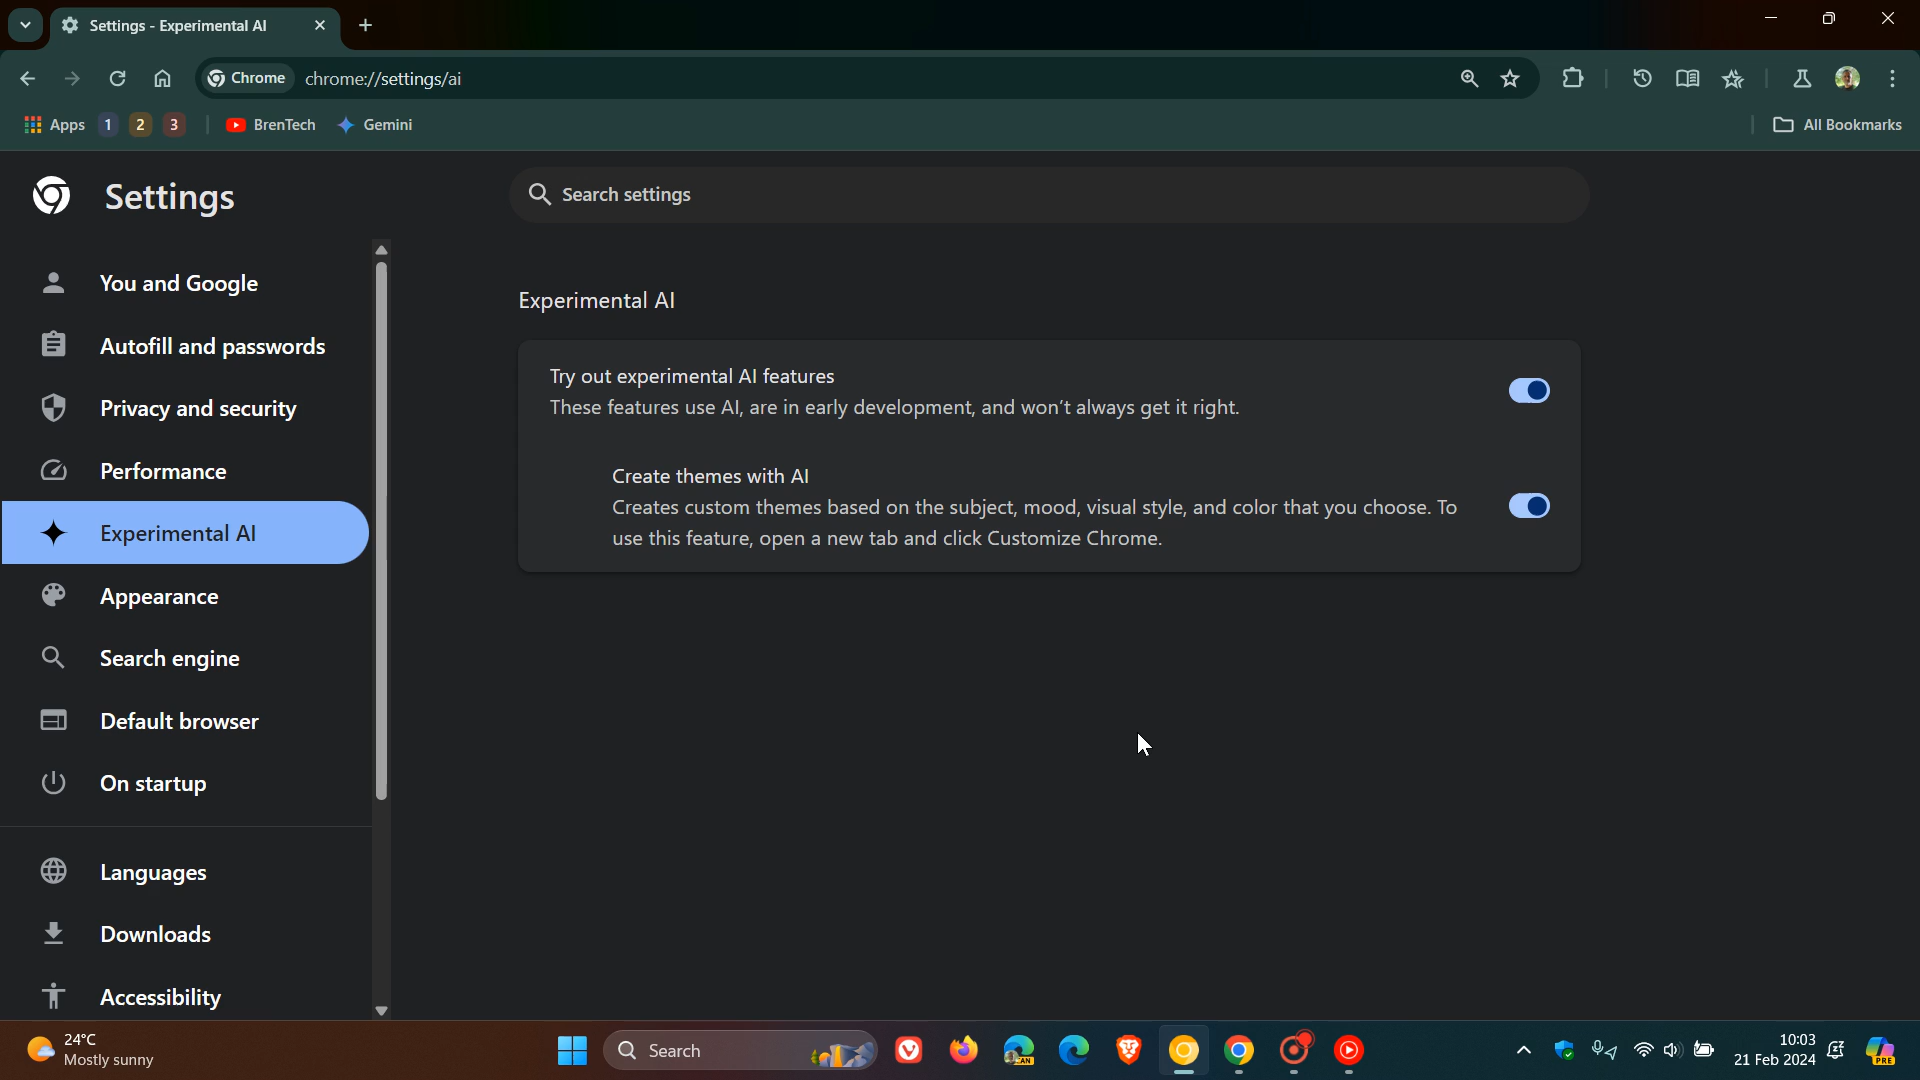 Settings - Experimental AI
Chrome
chrome://settings/ai
Apps
1
2
3
BrenTech
Gemini
All Bookmarks
Settings
Search settings
You and Google
Autofill and passwords
Privacy and security
Performance
Experimental AI
Appearance
Search engine
Default browser
On startup
Languages
Downloads
Accessibility
Experimental AI
Try out experimental AI features
These features use AI, are in early development, and won't always get it right.
Create themes with AI
Creates custom themes based on the subject, mood, visual style, and color that you choose. To
use this feature, open a new tab and click Customize Chrome.
24°C
Mostly sunny
Search
CAN
10:03
21 Feb 2024
PRE